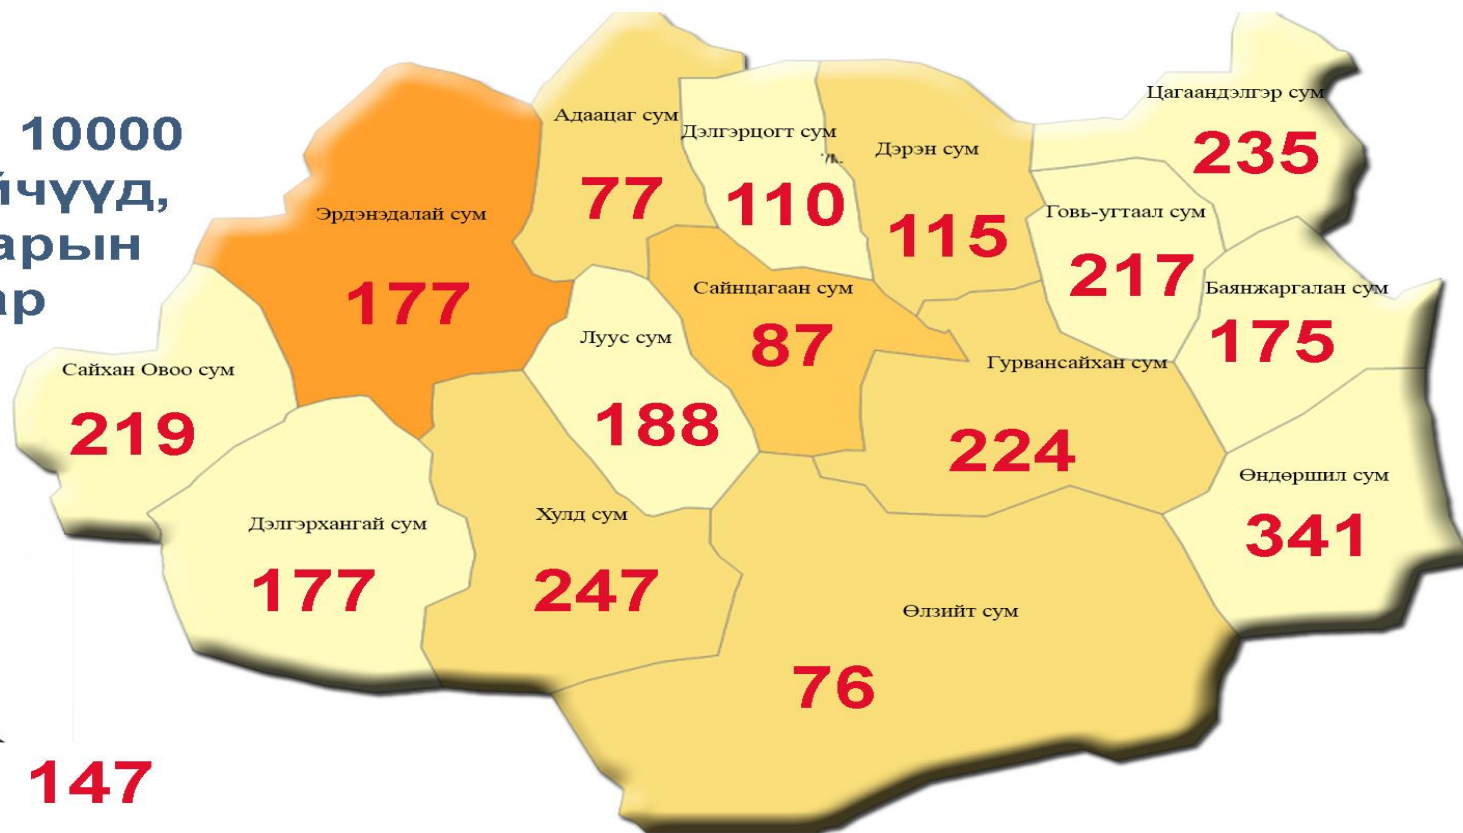 10000
йчүүд,
арын
ар
Цагаандэлгэр сум
235
Адаацаг сум
77
Дэлгэрцогт сум
110
Дэрэн сум
115
Эрдэнэдалай сум
177
Говь-угтаал сум
217
Сайнцагаан сум
87
Баянжаргалан сум
175
Луус сум
188
Гурвансайхан сум
224
Сайхан Овоо сум
219
Өндөршил сум
341
Дэлгэрхангай сум
177
Хулд сум
247
Өлзийт сум
76
147